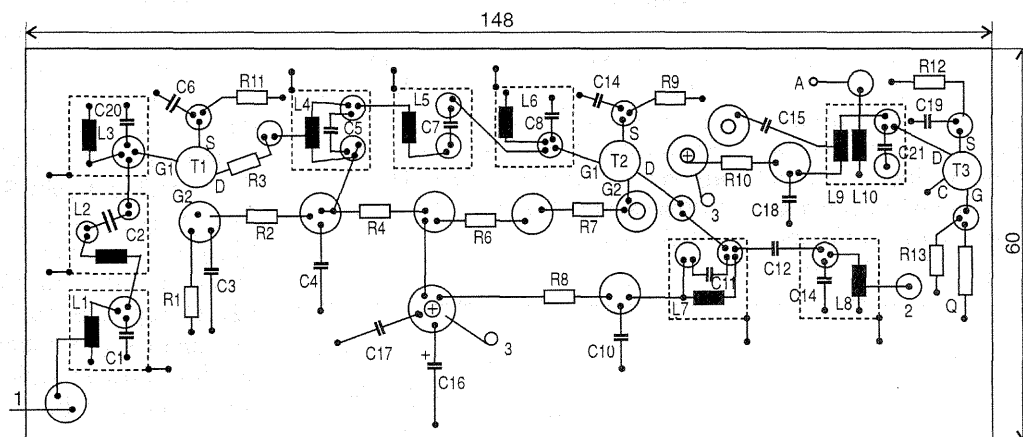 148
C6
R11
L4
L5
L6
C14
R9
A
R12
C20
L3
C5
C7
C8
C15
C19
S
S
S
G1
T1
D
R3
G1
T2
D
R10
L9
L10
C21
D
T3
G2
G2
3
C
G
L2
C2
R2
R4
R6
R7
C18
60
R1
C3
C4
R8
C11
C12
C14
L8
R13
Q
L1
C1
L7
2
C17
3
C10
+
C16
1